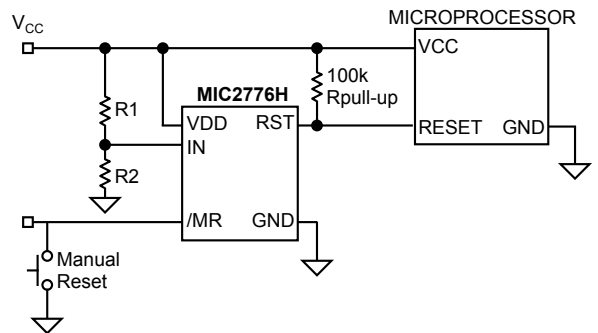 MICROPROCESSOR
VCC
VCC
100k
Rpull-up
MIC2776H
R1
VDD
RST
RESET
GND
IN
R2
/MR
GND
Manual
Reset